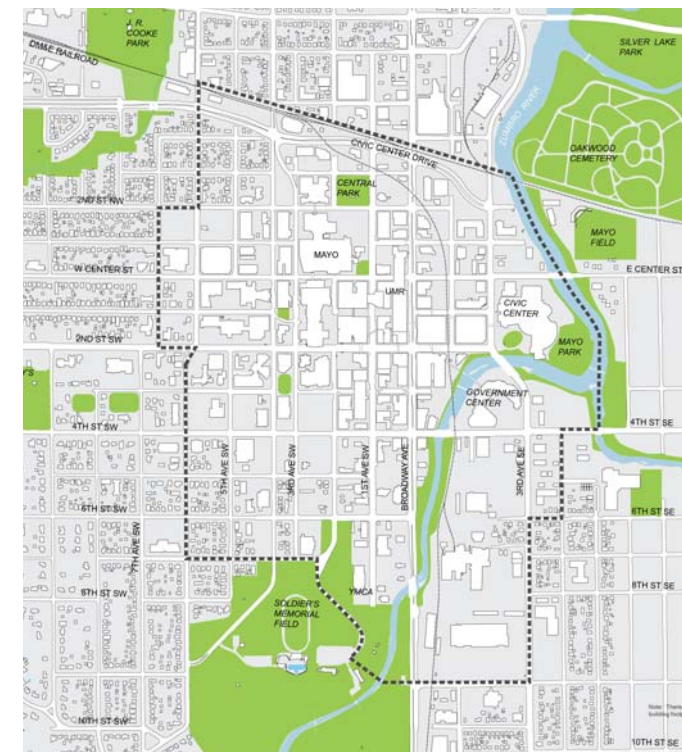 J. R.
COOKE
PARK
DM&E RAILROAD
SILVER LAKE
PARK
ZUMBRO RIVER
OAKWOOD
CEMETERY
CIVIC CENTER DRIVE
CENTRAL
PARK
2ND ST NW
MAYO
FIELD
MAYO
W CENTER ST
E CENTER ST
UMR
CIVIC
CENTER
2ND ST SW
MAYO
PARK
GOVERNMENT
CENTER
4TH ST SW
4TH ST SE
5TH AVE SW
3RD AVE SW
1ST AVE SW
BROADWAY AVE
3RD AVE SE
6TH ST SW
6TH ST SE
7TH AVE SW
8TH ST SW
YMCA
8TH ST SE
SOLDIER'S
MEMORIAL
FIELD
10TH ST SW
10TH ST SE